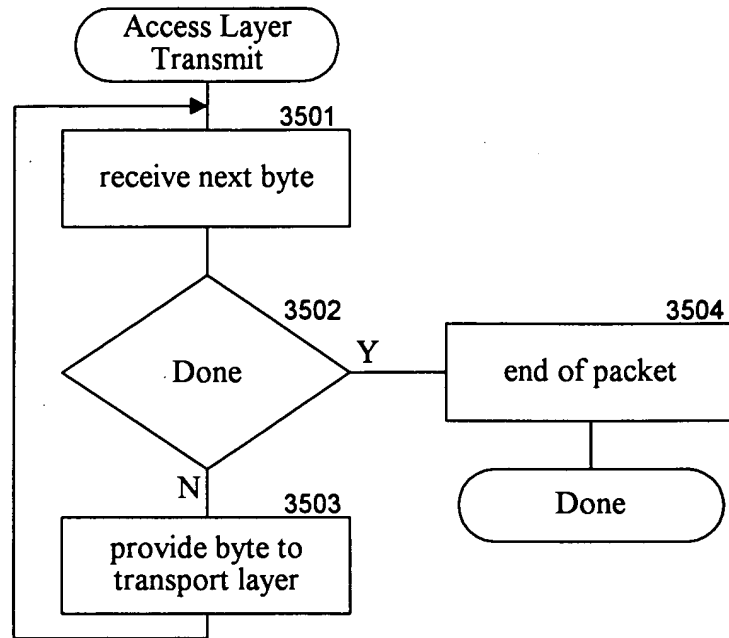 Access Layer
Transmit
3501
receive next byte
3502
Done
Y
3504
end of packet
N
3503
provide byte to
transport layer
Done